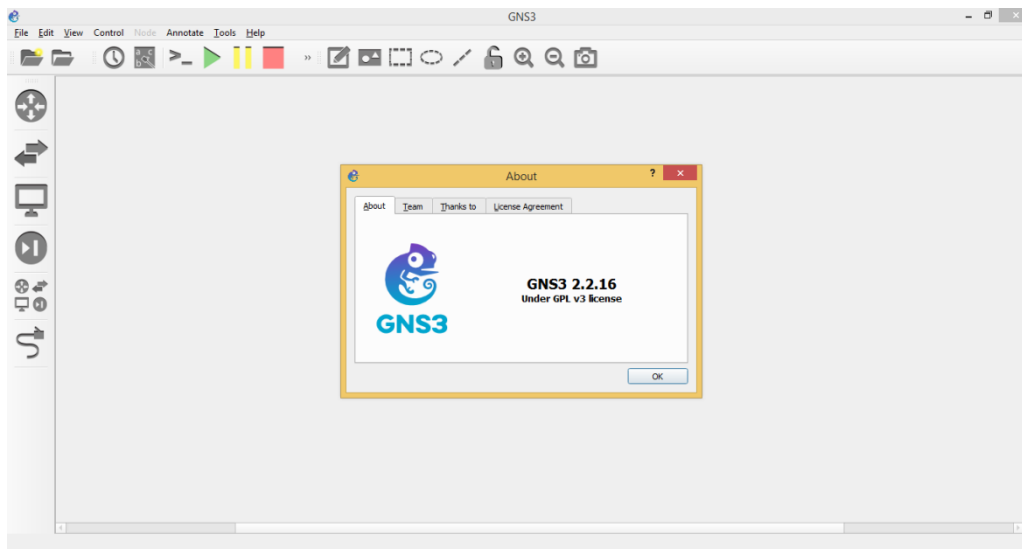 GNS3
File Edit View Control Node Annotate Tools Help
About
About Team Thanks to License Agreement
GNS3
GNS3 2.2.16
Under GPL v3 license
OK